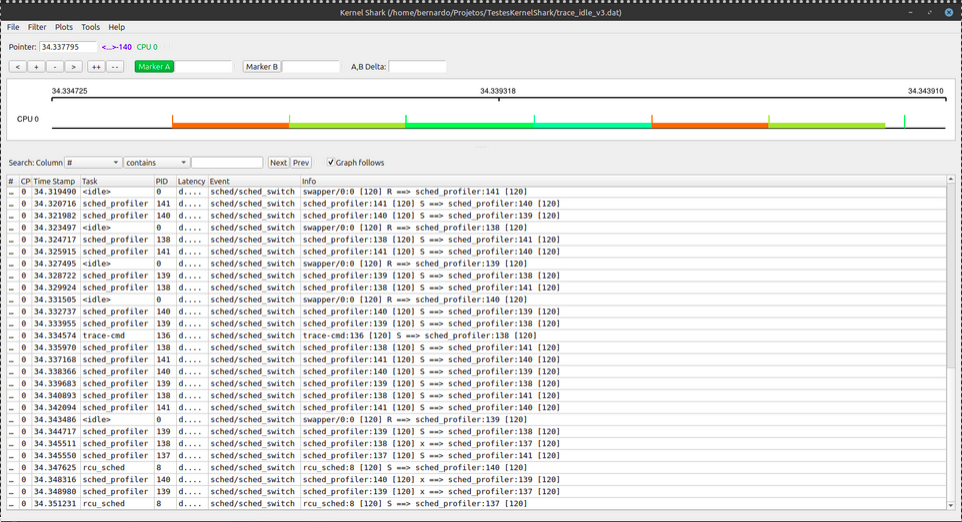 Kernel Shark (/home/bernardo/Projetos/TestesKernelShark/trace_idle_v3.dat)
File Filter Plots Tools Help
Pointer: 34.337795 <...>-140 CPU 0
< + - > ++ -- Marker A Marker B A,B Delta:
34.334725 34.339318 34.343910
CPU 0
Search: Column # contains Next Prev Graph follows
# CP Time Stamp Task PID Latency Event Info
... 0 34.319490 <idle> 0 d.... sched/sched_switch swapper/0:0 [120] R ==> sched_profiler:141 [120]
... 0 34.320716 sched_profiler 141 d.... sched/sched_switch sched_profiler:141 [120] S ==> sched_profiler:140 [120]
... 0 34.321982 sched_profiler 140 d.... sched/sched_switch sched_profiler:140 [120] S ==> sched_profiler:139 [120]
... 0 34.323497 <idle> 0 d.... sched/sched_switch swapper/0:0 [120] R ==> sched_profiler:138 [120]
... 0 34.324717 sched_profiler 138 d.... sched/sched_switch sched_profiler:138 [120] S ==> sched_profiler:141 [120]
... 0 34.325915 sched_profiler 141 d.... sched/sched_switch sched_profiler:141 [120] S ==> sched_profiler:140 [120]
... 0 34.327495 <idle> 0 d.... sched/sched_switch swapper/0:0 [120] R ==> sched_profiler:139 [120]
... 0 34.328722 sched_profiler 139 d.... sched/sched_switch sched_profiler:139 [120] S ==> sched_profiler:138 [120]
... 0 34.329924 sched_profiler 138 d.... sched/sched_switch sched_profiler:138 [120] S ==> sched_profiler:141 [120]
... 0 34.331505 <idle> 0 d.... sched/sched_switch swapper/0:0 [120] R ==> sched_profiler:140 [120]
... 0 34.332737 sched_profiler 140 d.... sched/sched_switch sched_profiler:140 [120] S ==> sched_profiler:139 [120]
... 0 34.333955 sched_profiler 139 d.... sched/sched_switch sched_profiler:139 [120] S ==> sched_profiler:138 [120]
... 0 34.334574 trace-cmd 136 d.... sched/sched_switch trace-cmd:136 [120] S ==> sched_profiler:138 [120]
... 0 34.335970 sched_profiler 138 d.... sched/sched_switch sched_profiler:138 [120] S ==> sched_profiler:141 [120]
... 0 34.337168 sched_profiler 141 d.... sched/sched_switch sched_profiler:141 [120] S ==> sched_profiler:140 [120]
... 0 34.338366 sched_profiler 140 d.... sched/sched_switch sched_profiler:140 [120] S ==> sched_profiler:139 [120]
... 0 34.339683 sched_profiler 139 d.... sched/sched_switch sched_profiler:139 [120] S ==> sched_profiler:138 [120]
... 0 34.340893 sched_profiler 138 d.... sched/sched_switch sched_profiler:138 [120] S ==> sched_profiler:141 [120]
... 0 34.342094 sched_profiler 141 d.... sched/sched_switch sched_profiler:141 [120] S ==> sched_profiler:140 [120]
... 0 34.343486 <idle> 0 d.... sched/sched_switch swapper/0:0 [120] R ==> sched_profiler:139 [120]
... 0 34.344717 sched_profiler 139 d.... sched/sched_switch sched_profiler:139 [120] S ==> sched_profiler:138 [120]
... 0 34.345511 sched_profiler 138 d.... sched/sched_switch sched_profiler:138 [120] x ==> sched_profiler:137 [120]
... 0 34.345550 sched_profiler 137 d.... sched/sched_switch sched_profiler:137 [120] S ==> sched_profiler:141 [120]
... 0 34.347625 rcu_sched 8 d.... sched/sched_switch rcu_sched:8 [120] S ==> sched_profiler:140 [120]
... 0 34.348316 sched_profiler 140 d.... sched/sched_switch sched_profiler:140 [120] x ==> sched_profiler:139 [120]
... 0 34.348980 sched_profiler 139 d.... sched/sched_switch sched_profiler:139 [120] x ==> sched_profiler:137 [120]
... 0 34.351231 rcu_sched 8 d.... sched/sched_switch rcu_sched:8 [120] S ==> sched_profiler:137 [120]